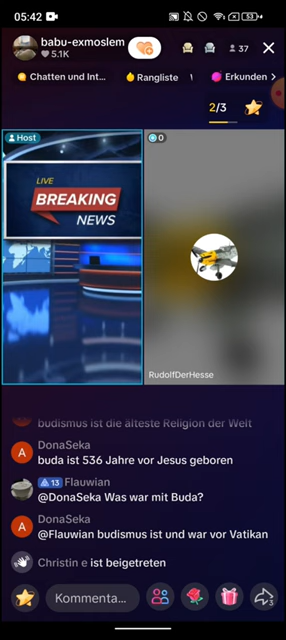 05:42
53
babu-exmoslem
5.1K
37
Chatten und Int...
Rangliste
Erkunden
2/3
Host
0
LIVE
BREAKING
NEWS
RudolfDerHesse
budismus ist die älteste Religion der Welt
A
DonaSeka
buda ist 536 Jahre vor Jesus geboren
13 Flauwian
@DonaSeka Was war mit Buda?
A
DonaSeka
@Flauwian budismus ist und war vor Vatikan
Christin e ist beigetreten
Kommenta...
3